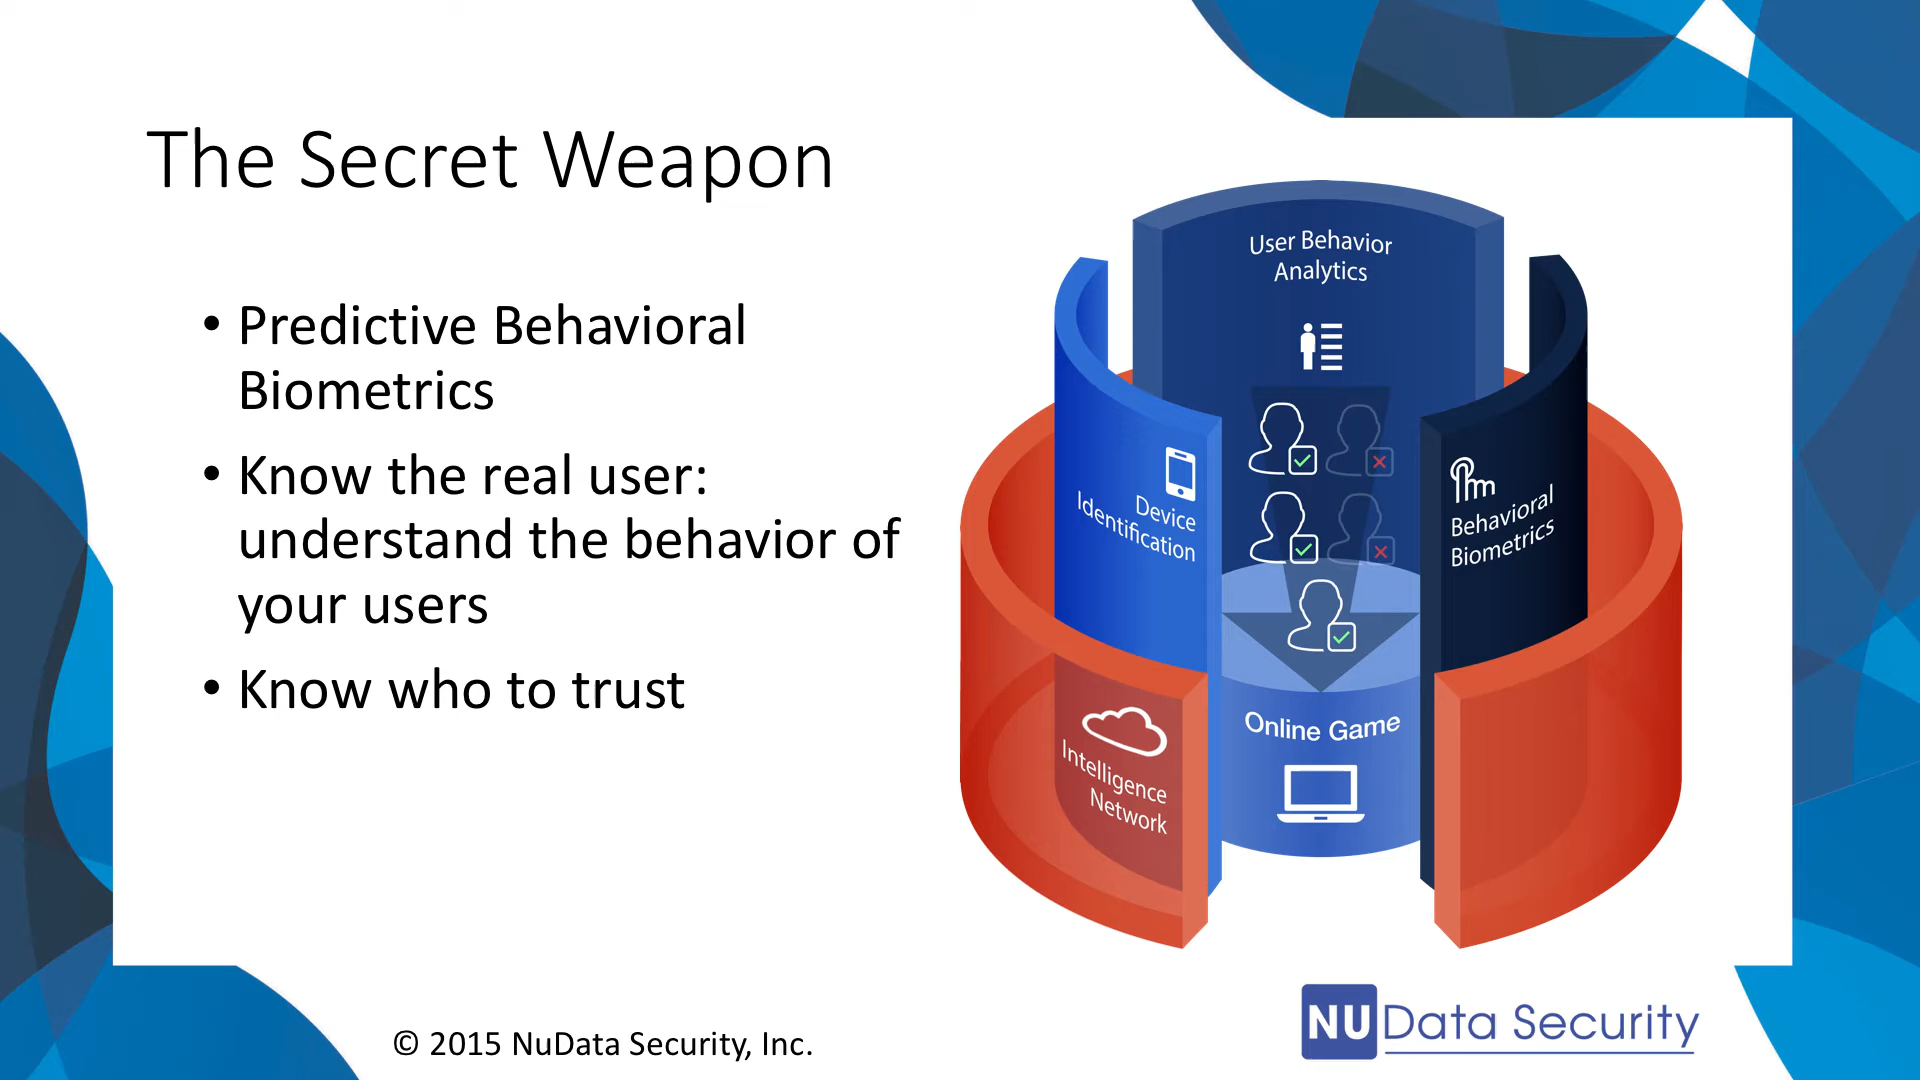 The Secret Weapon
• Predictive Behavioral
Biometrics
• Know the real user:
understand the behavior of
your users
• Know who to trust
User Behavior
Analytics
Device
Identification
Behavioral
Biometrics
Intelligence
Network
Online Game
© 2015 NuData Security, Inc.
NU Data Security